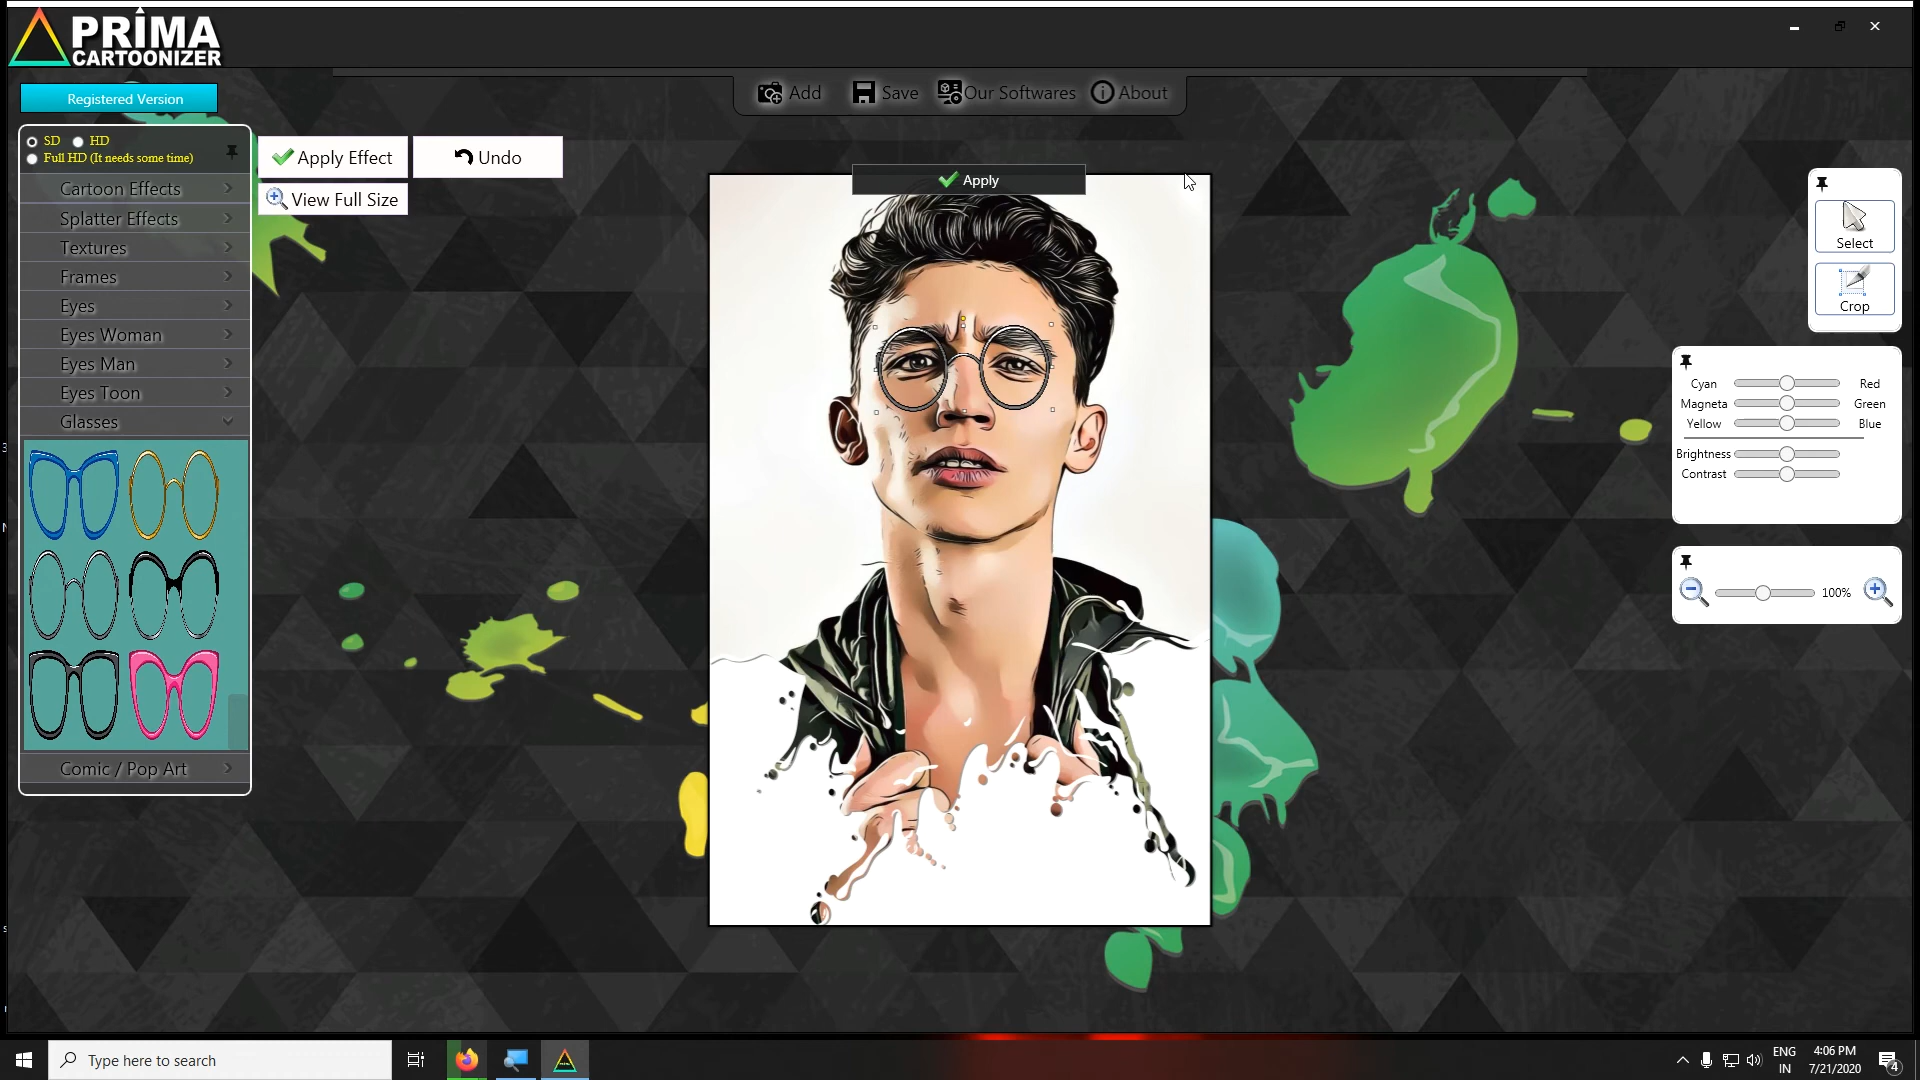 PRIMA
CARTOONIZER
Registered Version
Add
Save
Our Softwares
About
SD
HD
Full HD (It needs some time)
Apply Effect
Undo
View Full Size
Apply
Cartoon Effects
Splatter Effects
Textures
Frames
Eyes
Eyes Woman
Eyes Man
Eyes Toon
Glasses
Comic / Pop Art
Select
Crop
Cyan
Red
Magneta
Green
Yellow
Blue
Brightness
Contrast
100%
Type here to search
ENG
IN
4:06 PM
7/21/2020
4